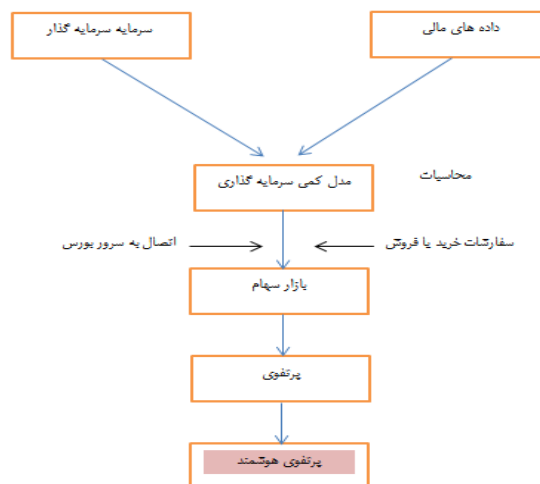 داده های مالی
سرمایه سرمایه گذار
مدل کمی سرمایه گذاری
محاسبات
سفارشات خرید یا فروش
اتصال به سرور بورس
بازار سهام
پرتفوی
پرتفوی هوشمند